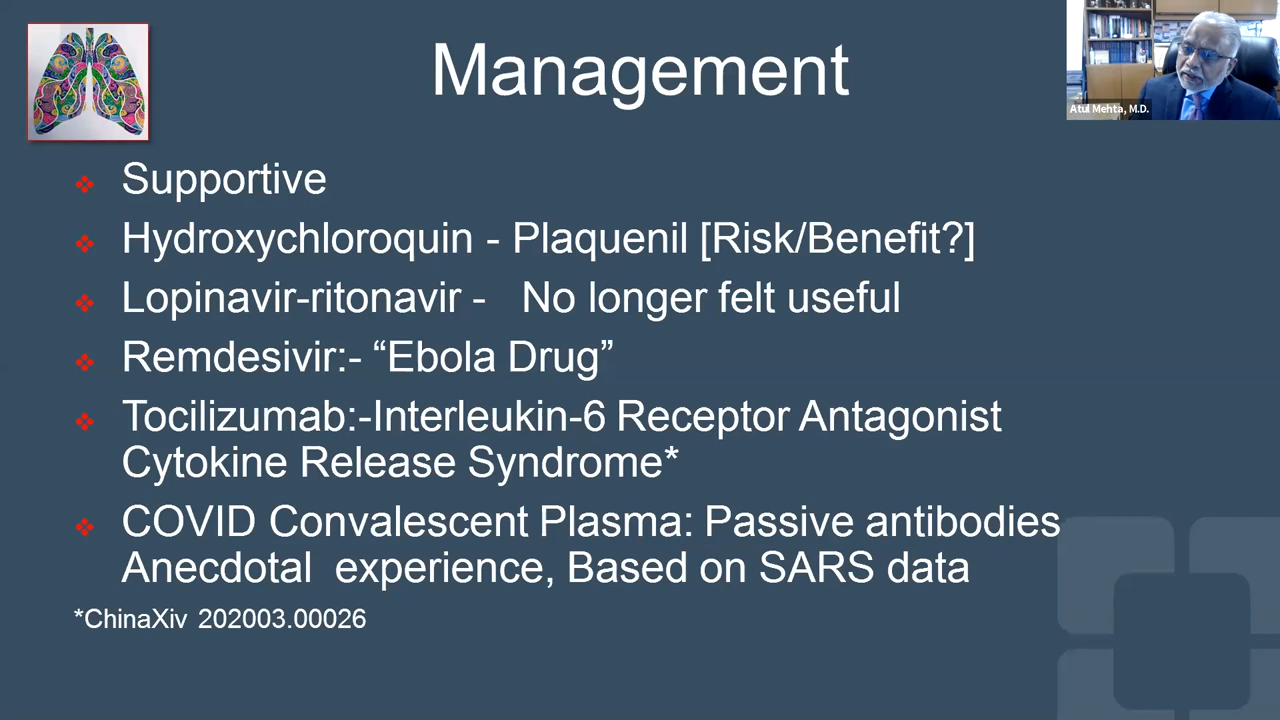 Management
Atul Mehta, M.D.
Supportive
Hydroxychloroquin - Plaquenil [Risk/Benefit?]
Lopinavir-ritonavir - No longer felt useful
Remdesivir:- “Ebola Drug”
Tocilizumab:-Interleukin-6 Receptor Antagonist
Cytokine Release Syndrome*
COVID Convalescent Plasma: Passive antibodies
Anecdotal experience, Based on SARS data
*ChinaXiv 202003.00026